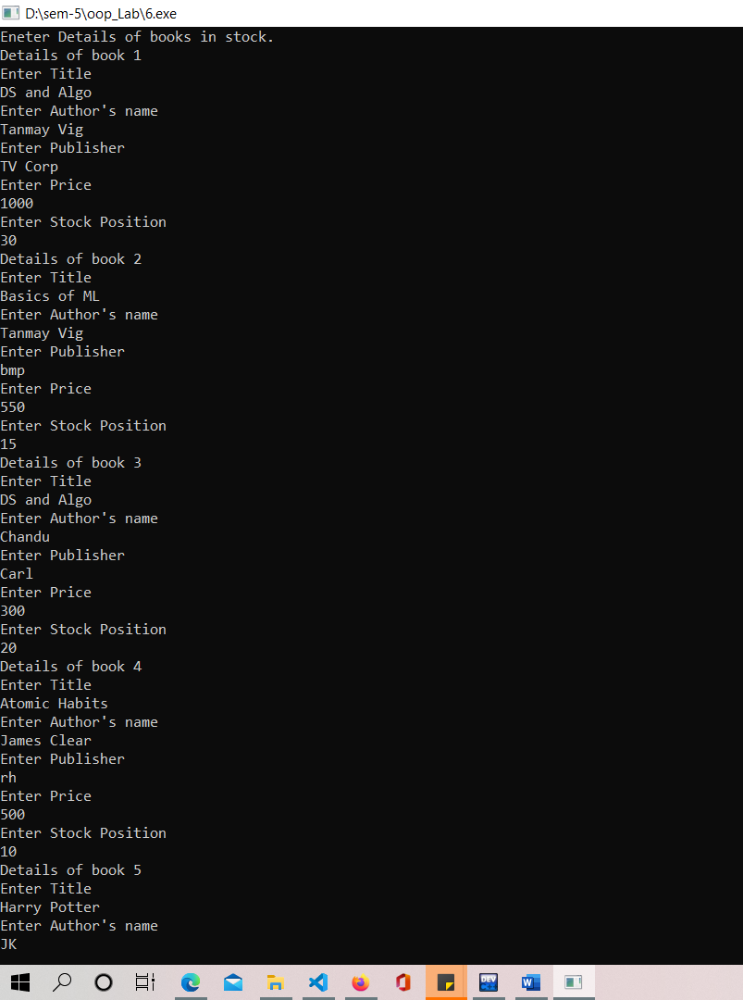 D:\sem-5\oop_Lab\6.exe
Eneter Details of books in stock.
Details of book 1
Enter Title
DS and Algo
Enter Author's name
Tanmay Vig
Enter Publisher
TV Corp
Enter Price
1000
Enter Stock Position
30
Details of book 2
Enter Title
Basics of ML
Enter Author's name
Tanmay Vig
Enter Publisher
bmp
Enter Price
550
Enter Stock Position
15
Details of book 3
Enter Title
DS and Algo
Enter Author's name
Chandu
Enter Publisher
Carl
Enter Price
300
Enter Stock Position
20
Details of book 4
Enter Title
Atomic Habits
Enter Author's name
James Clear
Enter Publisher
rh
Enter Price
500
Enter Stock Position
10
Details of book 5
Enter Title
Harry Potter
Enter Author's name
JK
DEV
C++
W